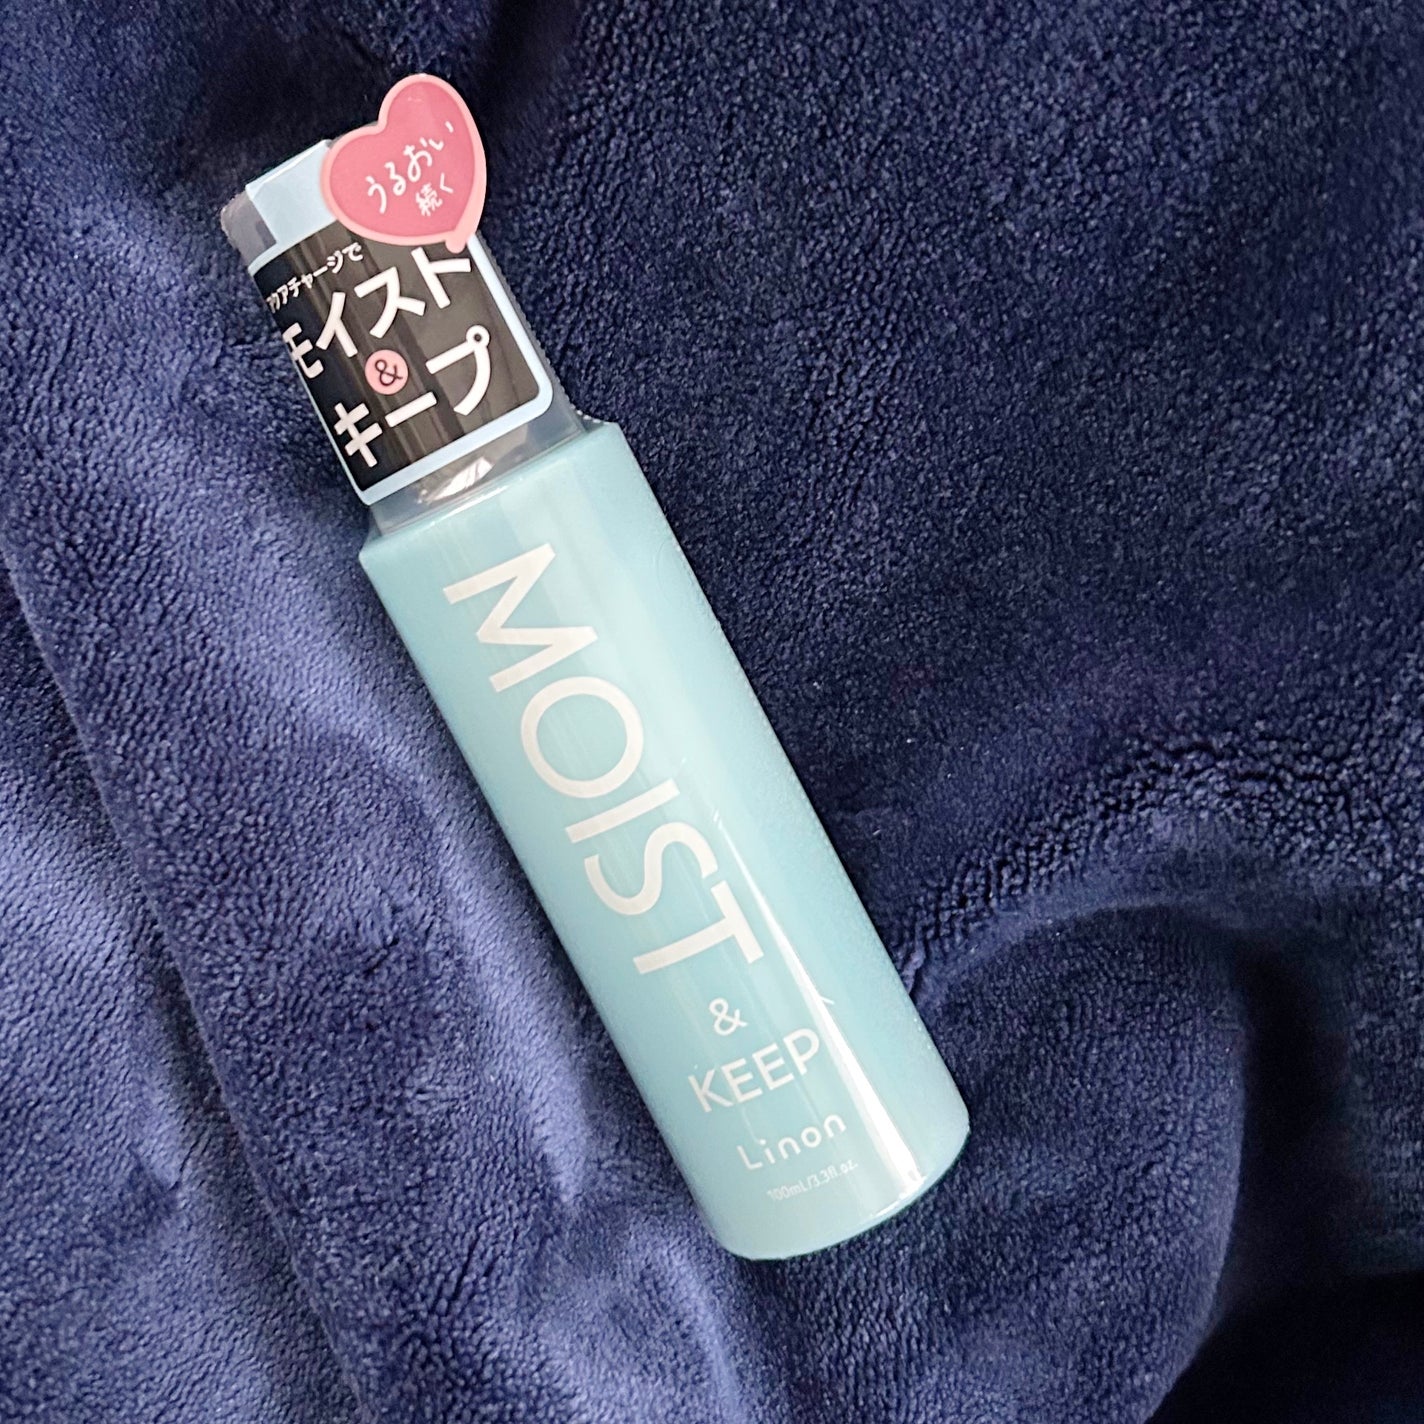 うるおい
続く
アクアチャージで
モイスト
&
キープ
MOIST
&
KEEP
Linon
100mL/3.3fl.oz.